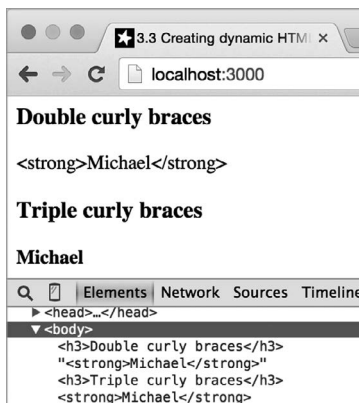 3.3 Creating dynamic HTM
localhost:3000
Double curly braces
<strong>Michael</strong>
Triple curly braces
Michael
Elements Network Sources Timeline
<head>…</head>
<body>
<h3>Double curly braces</h3>
"<strong>Michael</strong>"
<h3>Triple curly braces</h3>
<strong>Michael</strong>